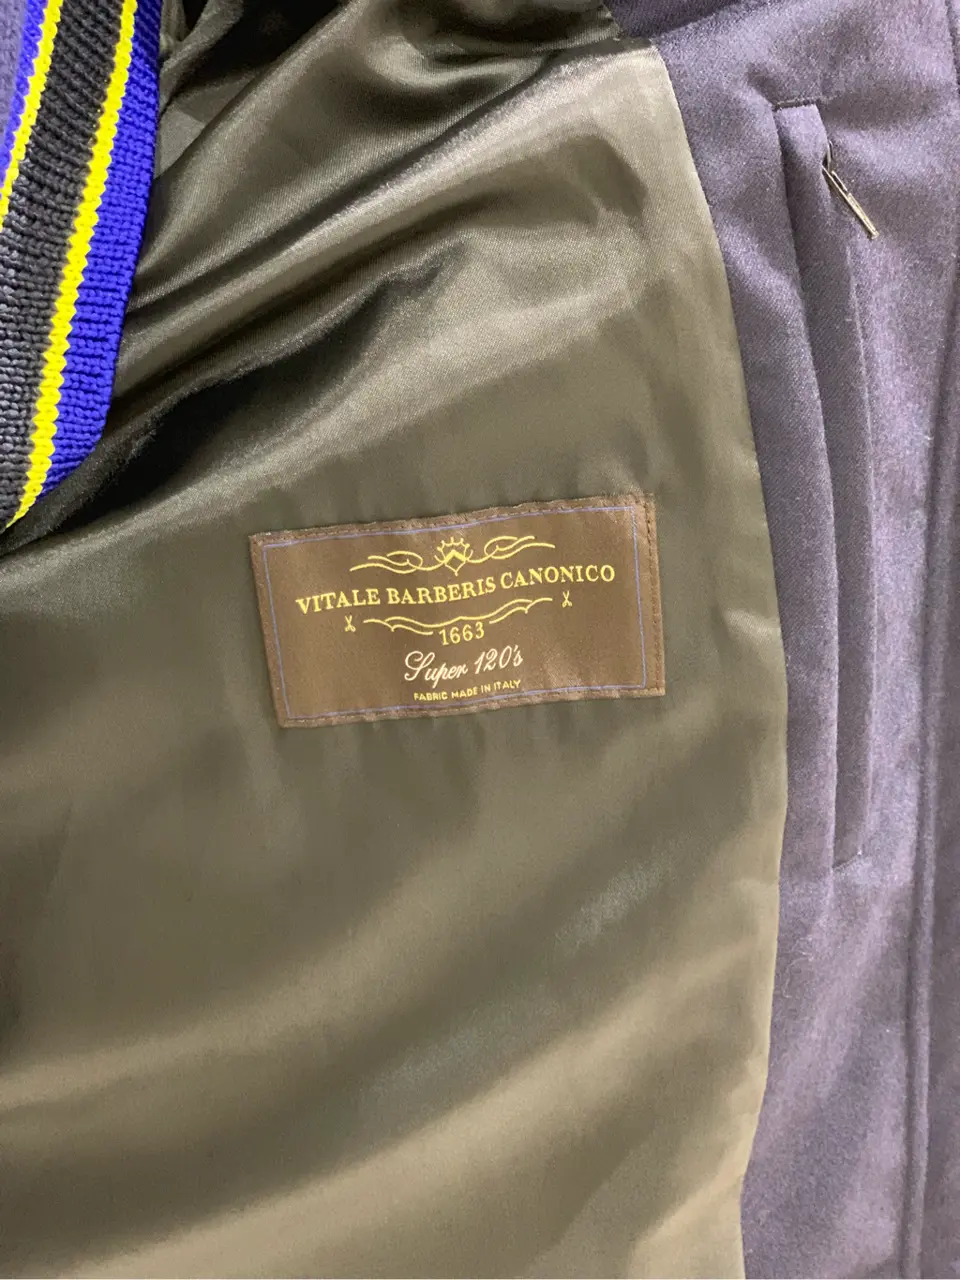 VITALE BARBERIS CANONICO
1663
Super 120's
FABRIC MADE IN ITALY